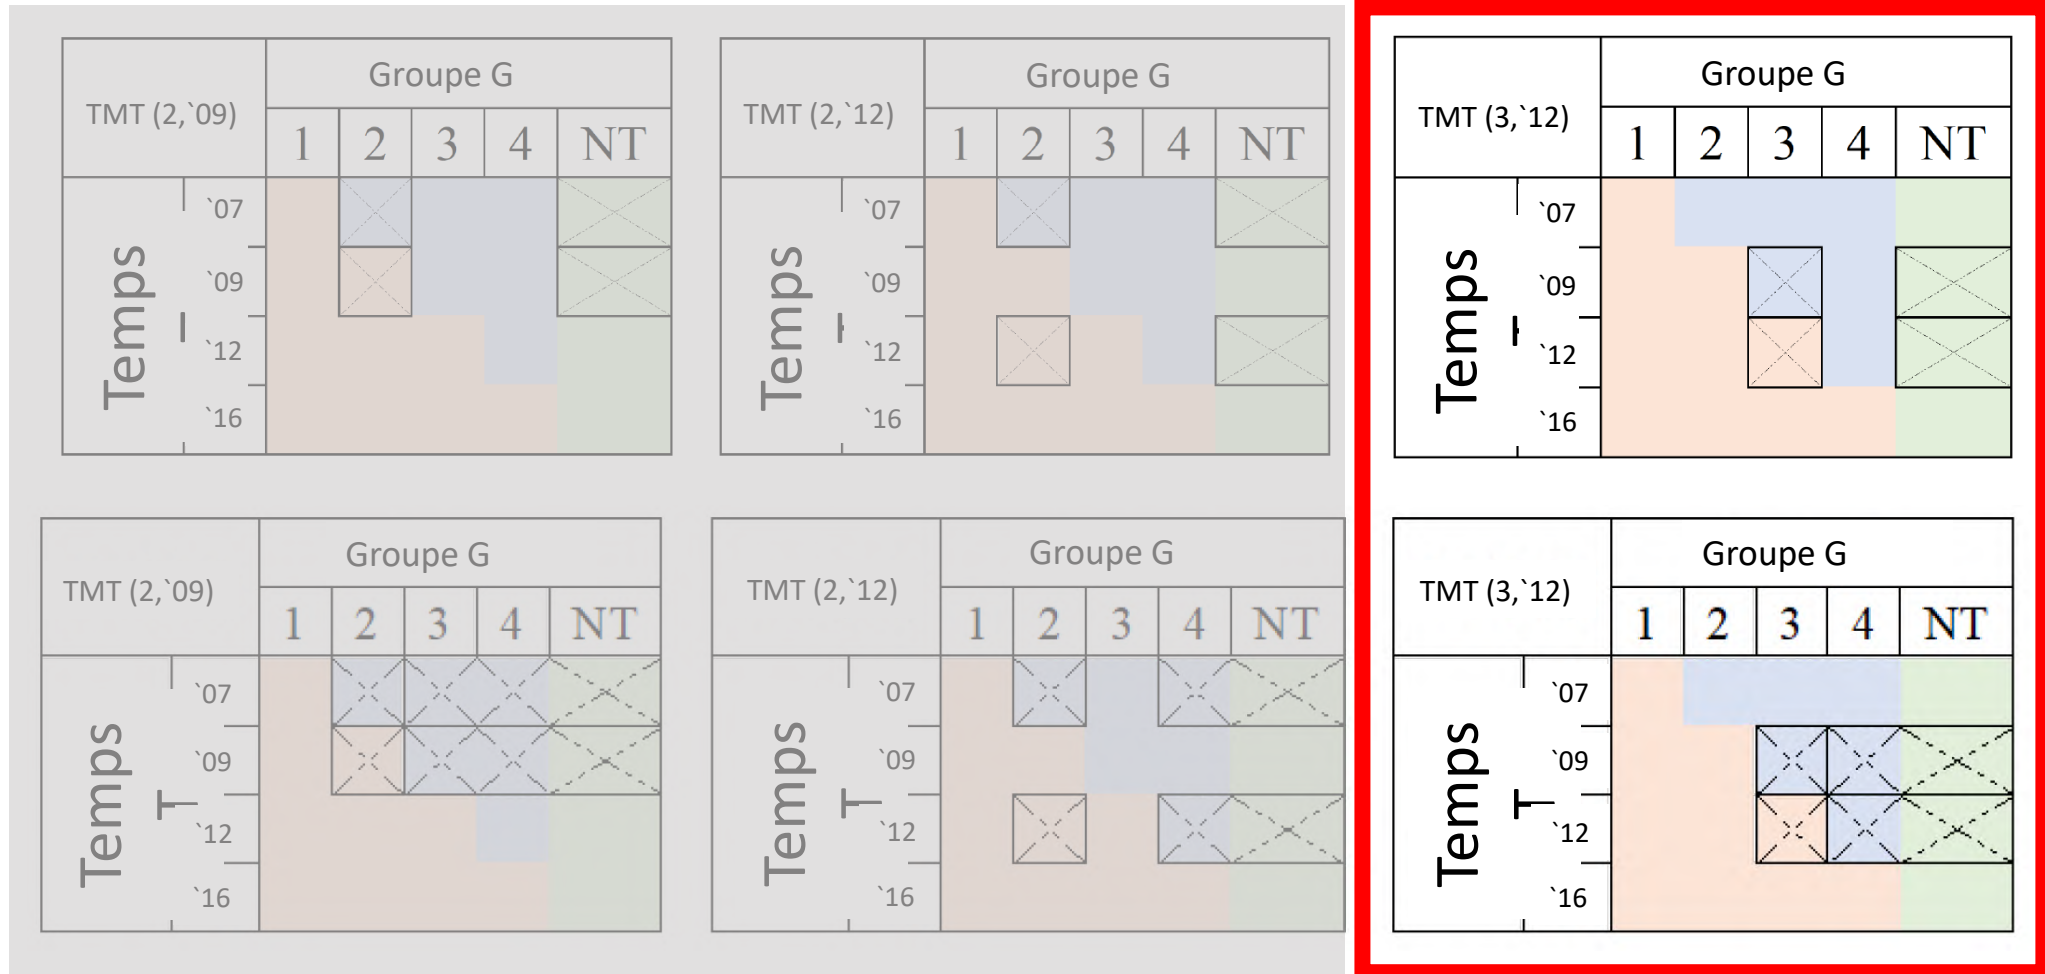 Groupe G
TMT (2,`09)
1 2 3 4 NT
Temps
T
`07
`09
`12
`16
Groupe G
TMT (2,`12)
1 2 3 4 NT
Temps
T
`07
`09
`12
`16
Groupe G
TMT (3,`12)
1 2 3 4 NT
Temps
T
`07
`09
`12
`16
Groupe G
TMT (2,`09)
1 2 3 4 NT
Temps
T
`07
`09
`12
`16
Groupe G
TMT (2,`12)
1 2 3 4 NT
Temps
T
`07
`09
`12
`16
Groupe G
TMT (3,`12)
1 2 3 4 NT
Temps
T
`07
`09
`12
`16